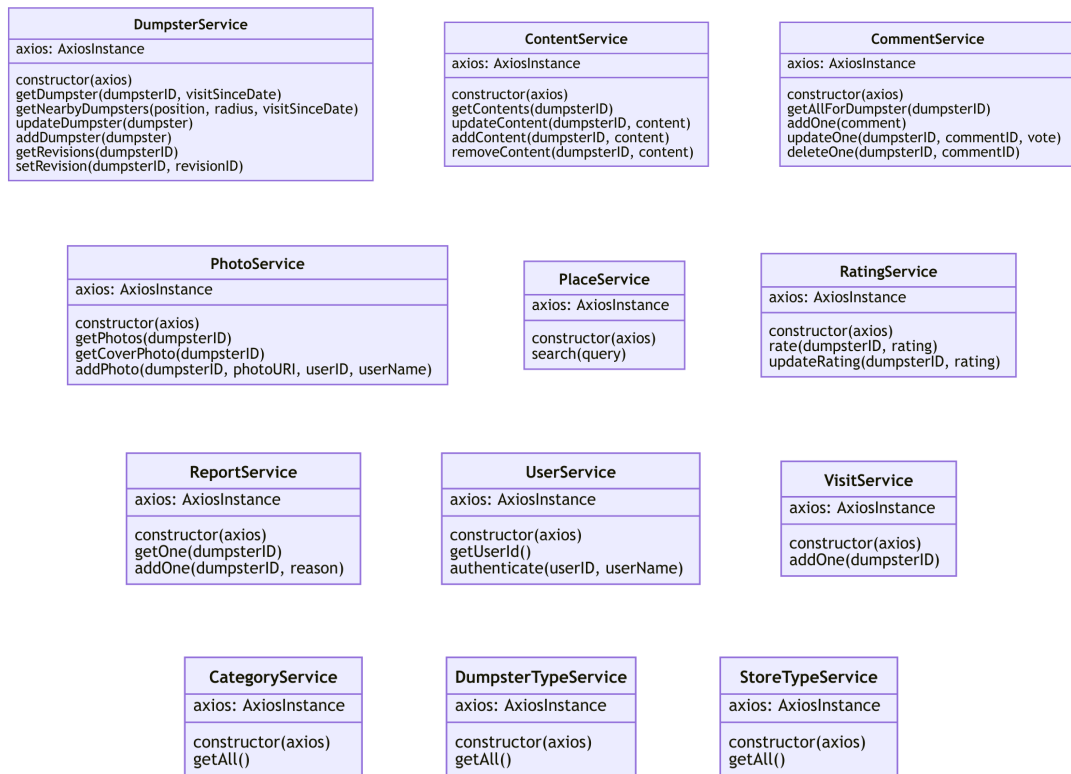 DumpsterService
axios: AxiosInstance
constructor(axios)
getDumpster(dumpsterID, visitSinceDate)
getNearbyDumpsters(position, radius, visitSinceDate)
updateDumpster(dumpster)
addDumpster(dumpster)
getRevisions(dumpsterID)
setRevision(dumpsterID, revisionID)
ContentService
axios: AxiosInstance
constructor(axios)
getContents(dumpsterID)
updateContent(dumpsterID, content)
addContent(dumpsterID, content)
removeContent(dumpsterID, content)
CommentService
axios: AxiosInstance
constructor(axios)
getAllForDumpster(dumpsterID)
addOne(comment)
updateOne(dumpsterID, commentID, vote)
deleteOne(dumpsterID, commentID)
PhotoService
axios: AxiosInstance
constructor(axios)
getPhotos(dumpsterID)
getCoverPhoto(dumpsterID)
addPhoto(dumpsterID, photoURI, userID, userName)
PlaceService
axios: AxiosInstance
constructor(axios)
search(query)
RatingService
axios: AxiosInstance
constructor(axios)
rate(dumpsterID, rating)
updateRating(dumpsterID, rating)
ReportService
axios: AxiosInstance
constructor(axios)
getOne(dumpsterID)
addOne(dumpsterID, reason)
UserService
axios: AxiosInstance
constructor(axios)
getUserId()
authenticate(userID, userName)
VisitService
axios: AxiosInstance
constructor(axios)
addOne(dumpsterID)
CategoryService
axios: AxiosInstance
constructor(axios)
getAll()
DumpsterTypeService
axios: AxiosInstance
constructor(axios)
getAll()
StoreTypeService
axios: AxiosInstance
constructor(axios)
getAll()